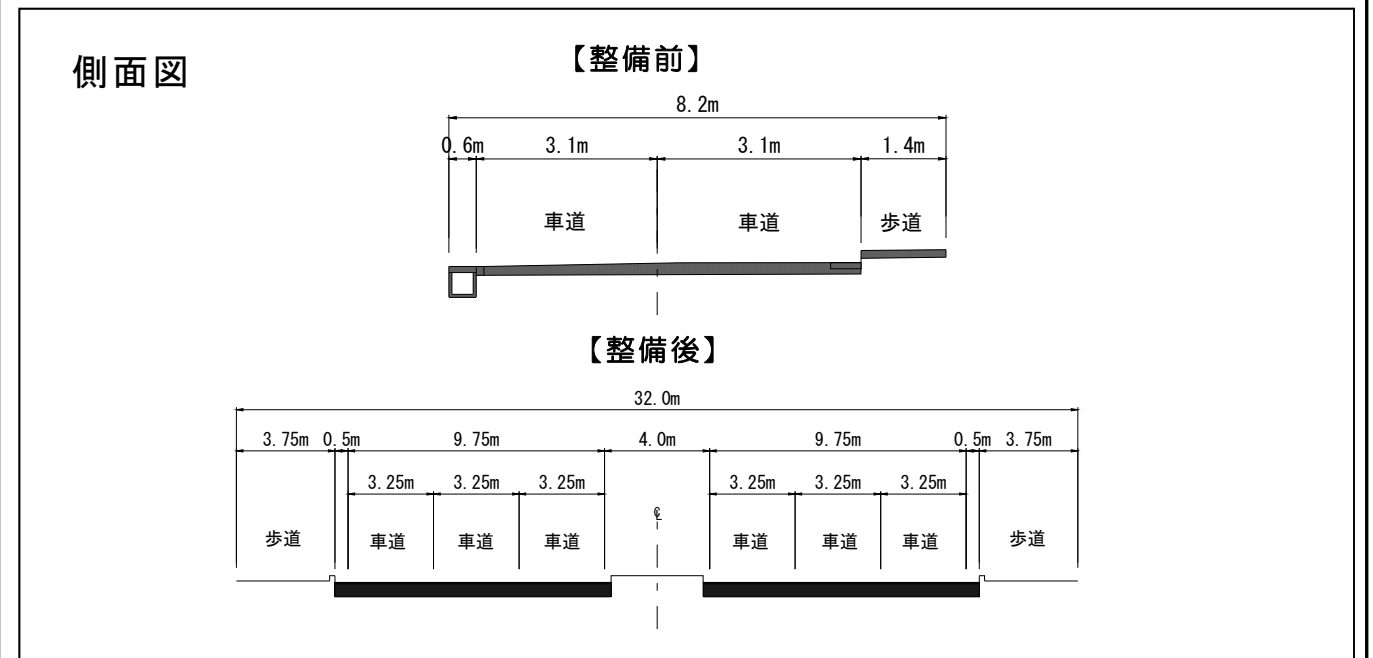 側面図
【整備前】
8.2m
0.6m 3.1m 3.1m 1.4m
車道 車道 歩道
【整備後】
32.0m
3.75m 0.5m 9.75m 4.0m 9.75m 0.5m 3.75m
3.25m 3.25m 3.25m 3.25m 3.25m 3.25m
℄
歩道 車道 車道 車道 車道 車道 車道 歩道